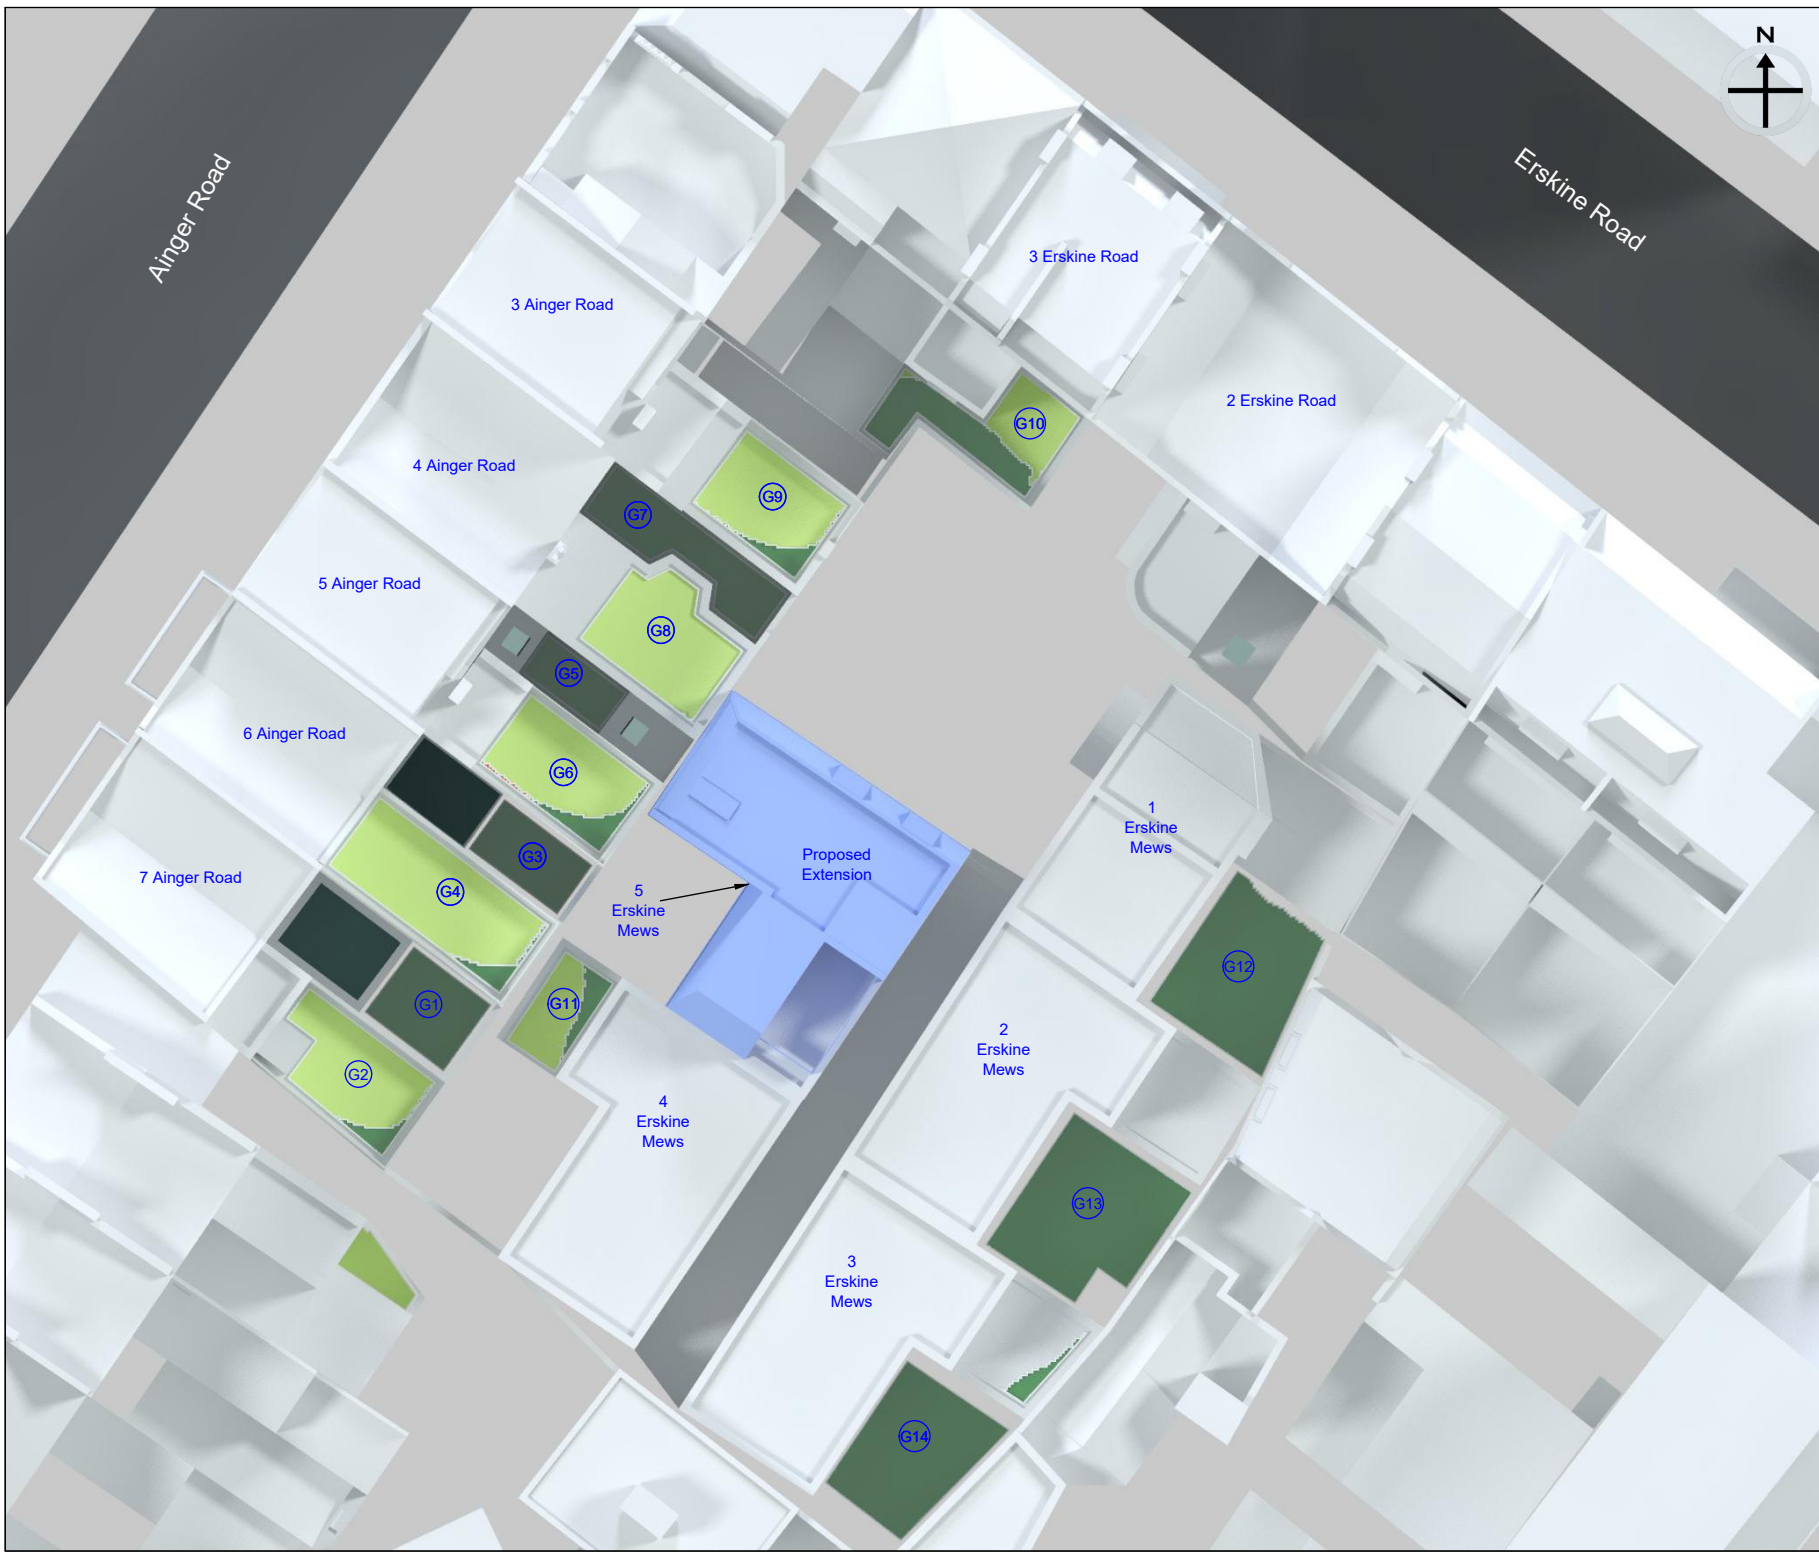 N
Ainger Road
Erskine Road
3 Erskine Road
3 Ainger Road
2 Erskine Road
G10
4 Ainger Road
G9
G7
5 Ainger Road
G8
G5
6 Ainger Road
G6
1
Erskine
Mews
Proposed
Extension
G3
7 Ainger Road
G4
5
Erskine
Mews
G12
G1
G11
2
Erskine
Mews
G2
4
Erskine
Mews
G13
3
Erskine
Mews
G14